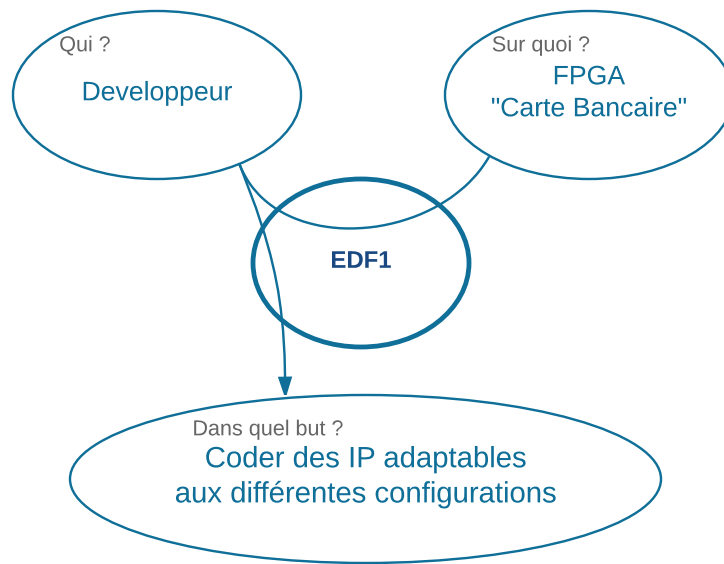 Qui ?
Developpeur
Sur quoi ?
FPGA
"Carte Bancaire"
EDF1
Dans quel but ?
Coder des IP adaptables
aux différentes configurations